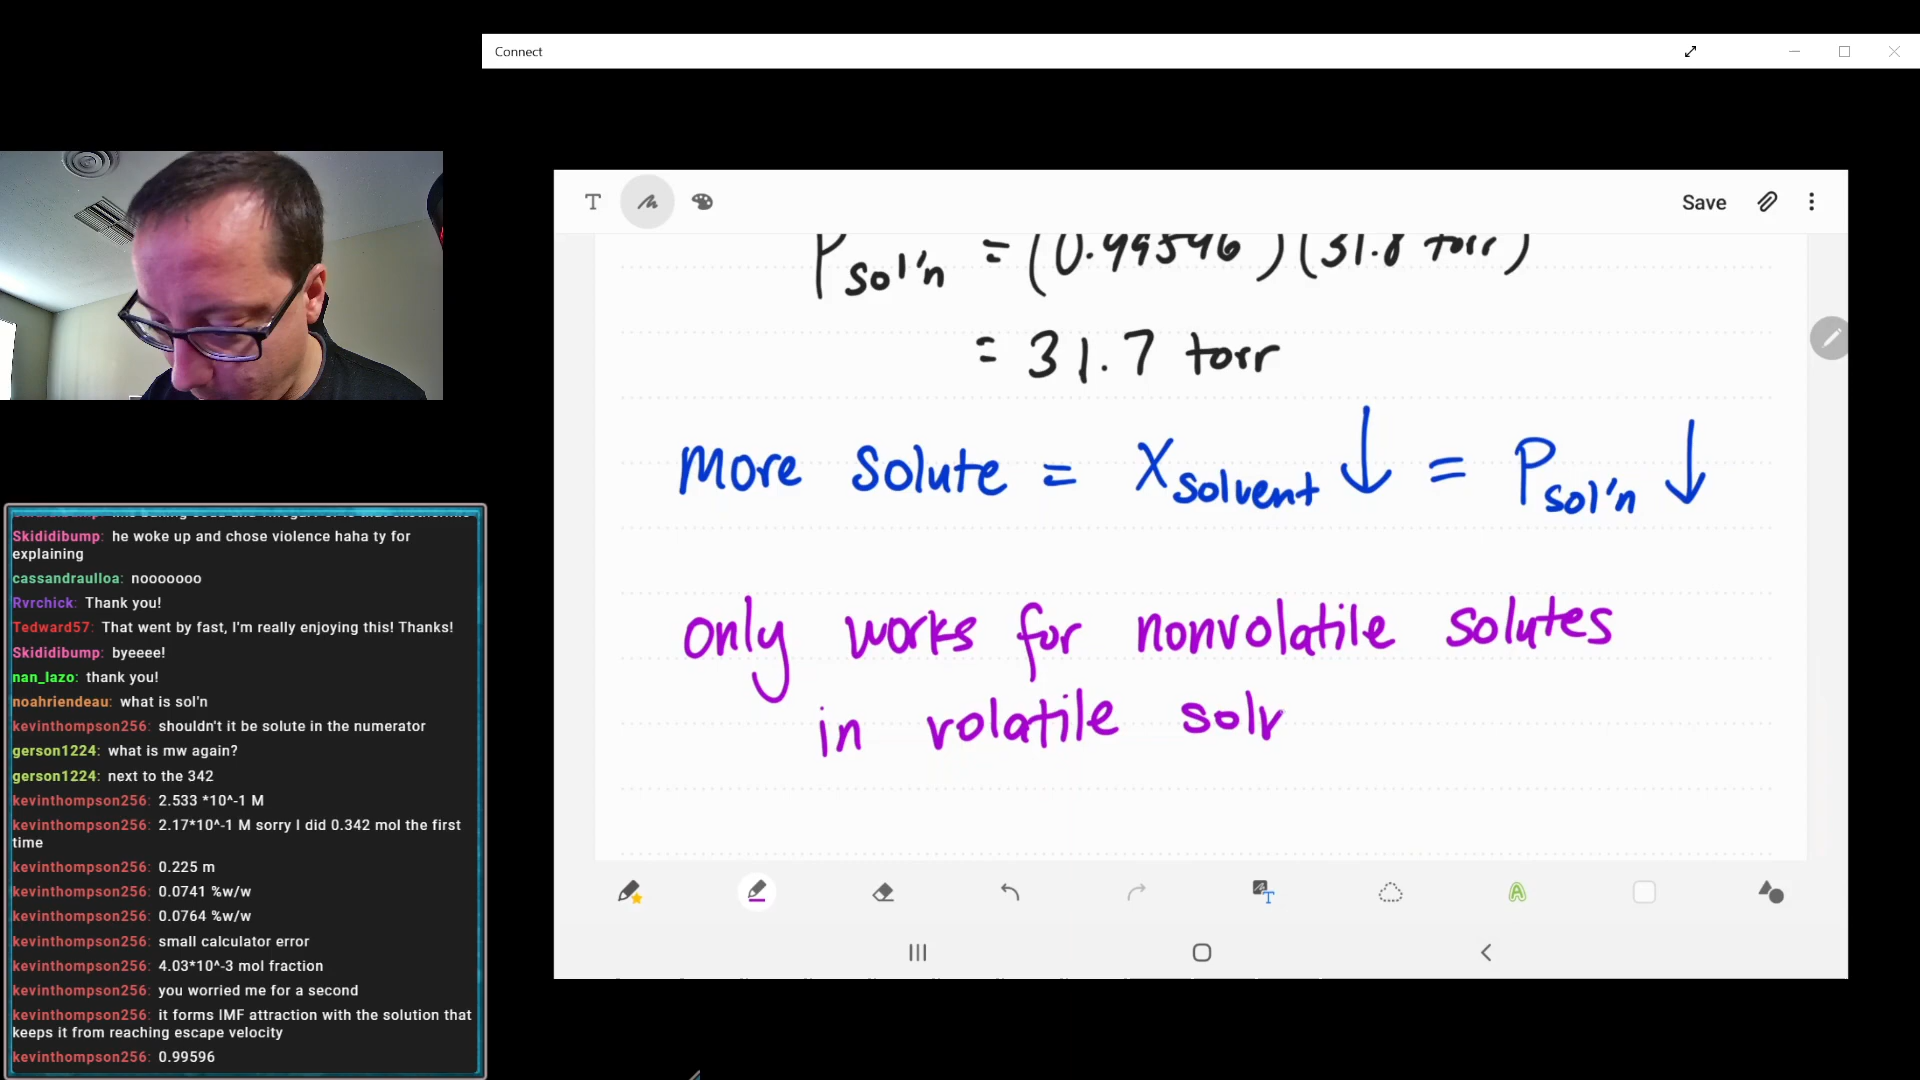 Connect
T
Save
P sol'n = (0.99596)(31.8 torr)
= 31.7 torr
More solute = X solvent ↓ = P sol'n ↓
only works for nonvolatile solutes
in volatile solv
Skididibump: he woke up and chose violence haha ty for
explaining
cassandraulloa: nooooooo
Rvrchick: Thank you!
Tedward57: That went by fast, I'm really enjoying this! Thanks!
Skididibump: byeeee!
nan_lazo: thank you!
noahriendeau: what is sol'n
kevinthompson256: shouldn't it be solute in the numerator
gerson1224: what is mw again?
gerson1224: next to the 342
kevinthompson256: 2.533 *10^-1 M
kevinthompson256: 2.17*10^-1 M sorry I did 0.342 mol the first
time
kevinthompson256: 0.225 m
kevinthompson256: 0.0741 %w/w
kevinthompson256: 0.0764 %w/w
kevinthompson256: small calculator error
kevinthompson256: 4.03*10^-3 mol fraction
kevinthompson256: you worried me for a second
kevinthompson256: it forms IMF attraction with the solution that
keeps it from reaching escape velocity
kevinthompson256: 0.99596